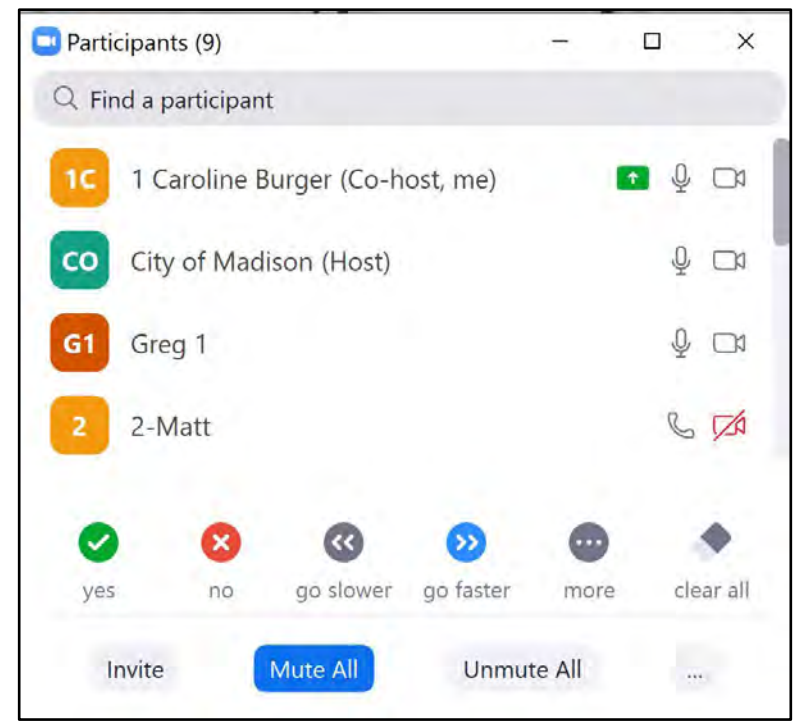 Participants (9)
Find a participant
1C 1 Caroline Burger (Co-host, me)
CO City of Madison (Host)
G1 Greg 1
2 2-Matt
yes no go slower go faster more clear all
Invite Mute All Unmute All ...